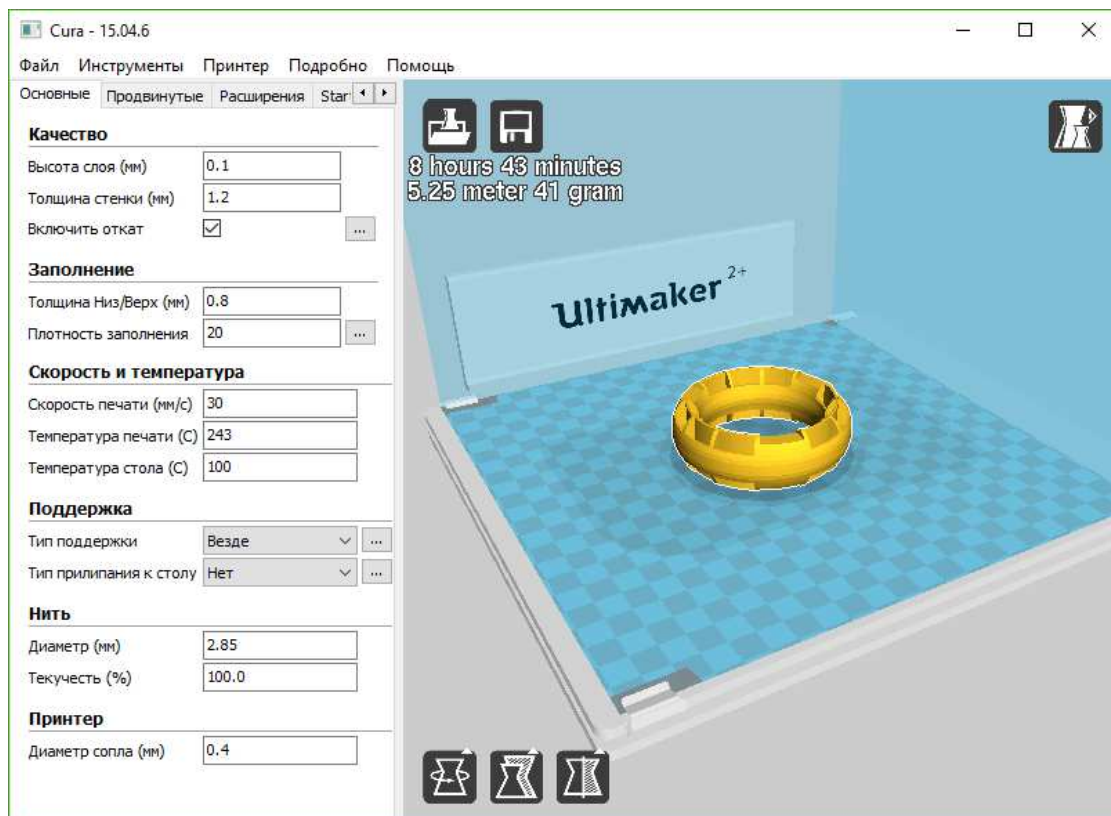 Cura - 15.04.6
Файл Инструменты Принтер Подробно Помощь
Основные Продвинутые Расширения Star
Качество
Высота слоя (мм) 0.1
Толщина стенки (мм) 1.2
Включить откат ...
Заполнение
Толщина Низ/Верх (мм) 0.8
Плотность заполнения 20 ...
Скорость и температура
Скорость печати (мм/с) 30
Температура печати (C) 243
Температура стола (C) 100
Поддержка
Тип поддержки Везде ...
Тип прилипания к столу Нет ...
Нить
Диаметр (мм) 2.85
Текучесть (%) 100.0
Принтер
Диаметр сопла (мм) 0.4
8 hours 43 minutes
5.25 meter 41 gram
Ultimaker 2+